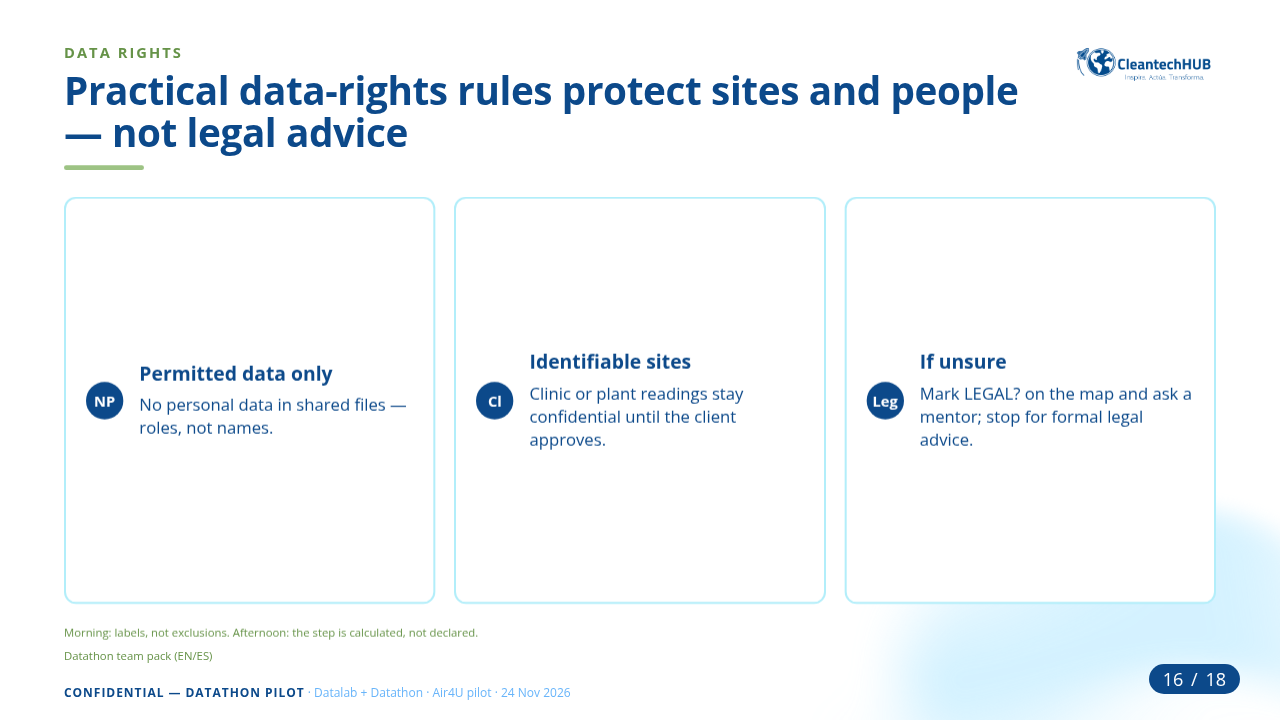 DATA RIGHTS
Practical data-rights rules protect sites and people
— not legal advice
CleantechHUB
Inspira. Actúa. Transforma.
NP
Permitted data only
No personal data in shared files —
roles, not names.
Cl
Identifiable sites
Clinic or plant readings stay
confidential until the client
approves.
Leg
If unsure
Mark LEGAL? on the map and ask a
mentor; stop for formal legal
advice.
Morning: labels, not exclusions. Afternoon: the step is calculated, not declared.
Datathon team pack (EN/ES)
CONFIDENTIAL — DATATHON PILOT · Datalab + Datathon · Air4U pilot · 24 Nov 2026
16 / 18